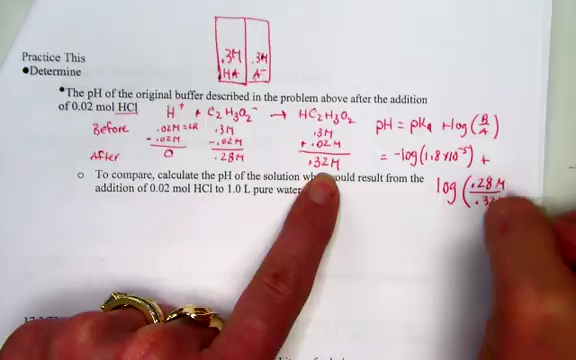 .3M .3M
HA A⁻
Practice This
•Determine
•The pH of the original buffer described in the problem above after the addition
of 0.02 mol HCl
H⁺ + C₂H₃O₂⁻ → HC₂H₃O₂
pH = pKa + log(B/A)
Before .02M = LR .3M .3M
- .02M -.02M +.02M
= -log(1.8x10⁻⁵) +
After 0 .28M .32M
log(.28M/.32
o To compare, calculate the pH of the solution would result from the
addition of 0.02 mol HCl to 1.0 L pure water